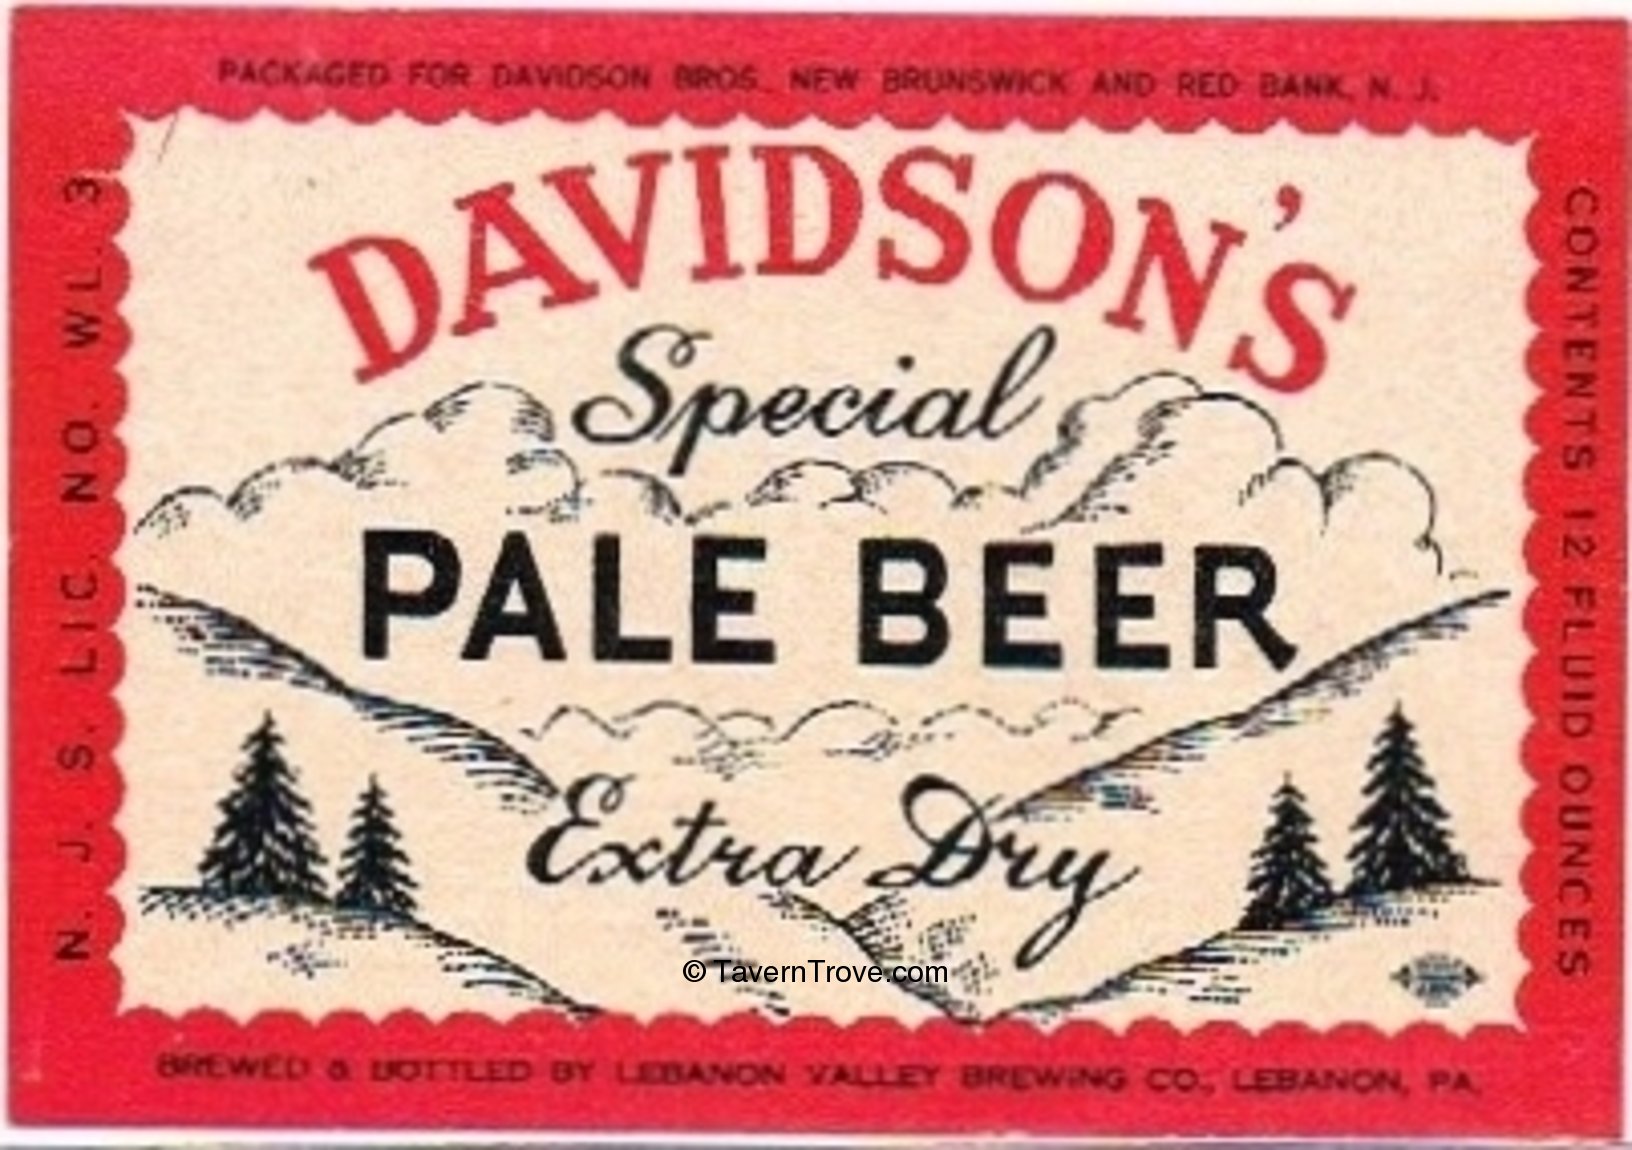 PACKAGED FOR DAVIDSON BROS. NEW BRUNSWICK AND RED BANK, N. J.
N. J. S. LIC. NO. WL. 3
DAVIDSON'S
Special
PALE BEER
Extra Dry
© TavernTrove.com
CONTENTS 12 FLUID OUNCES
BREWED & BOTTLED BY LEBANON VALLEY BREWING CO., LEBANON, PA.